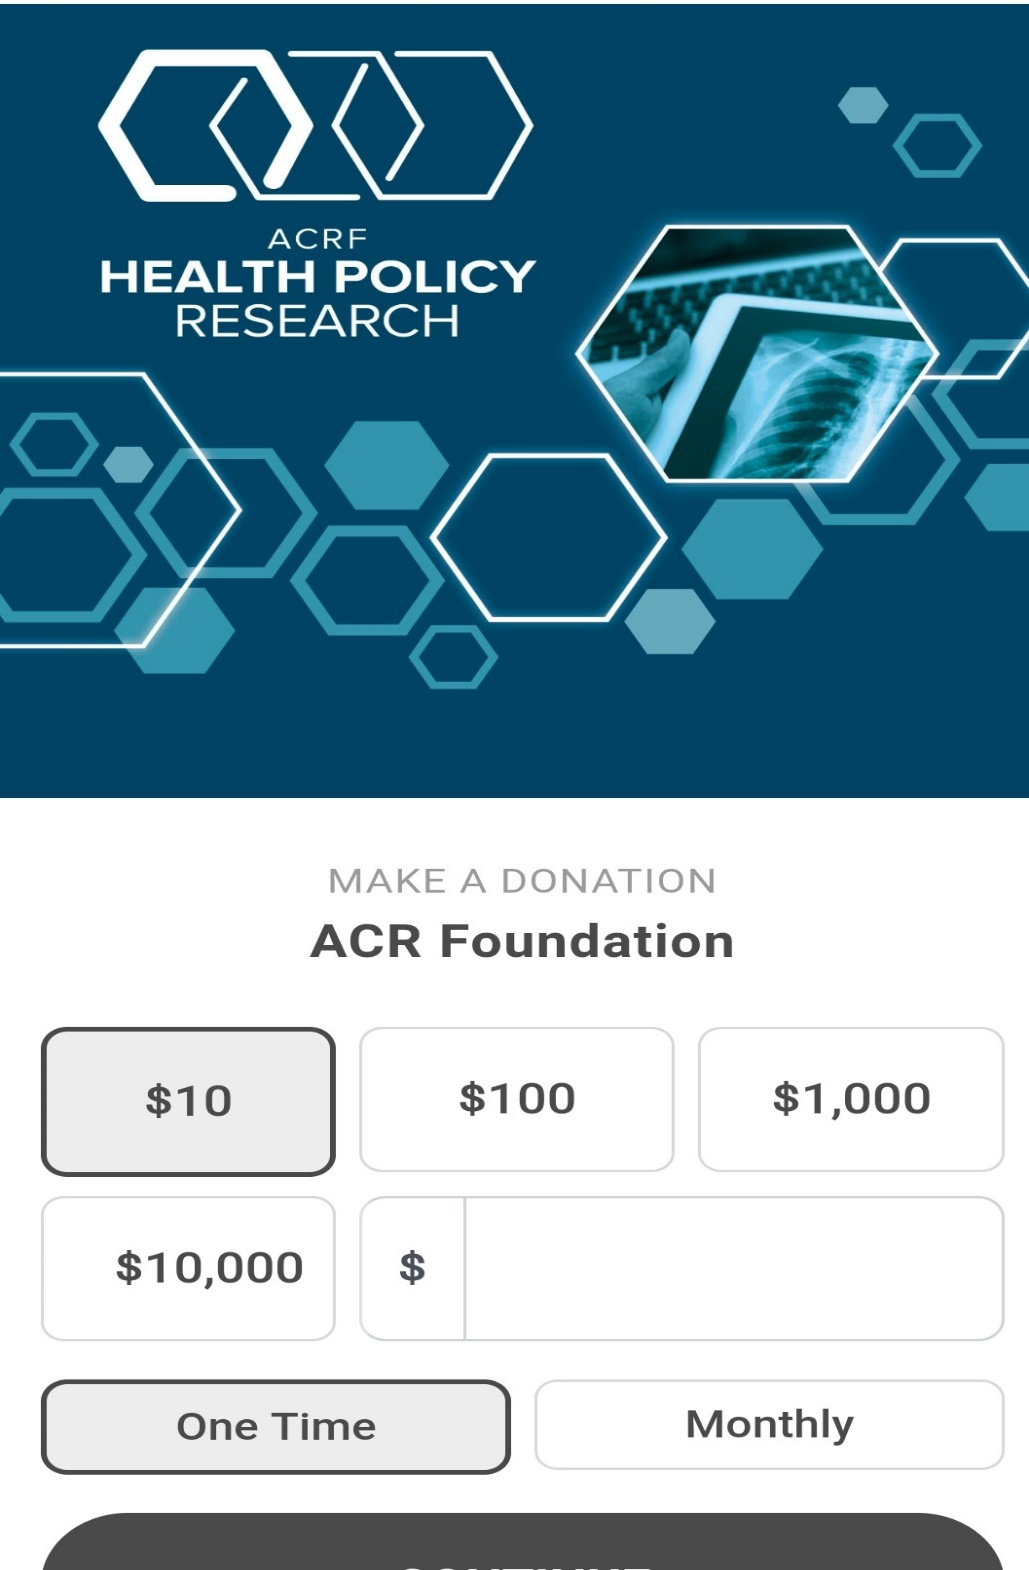 ACRF
HEALTH POLICY
RESEARCH
MAKE A DONATION
ACR Foundation
$10
$100
$1,000
$10,000
$
One Time
Monthly